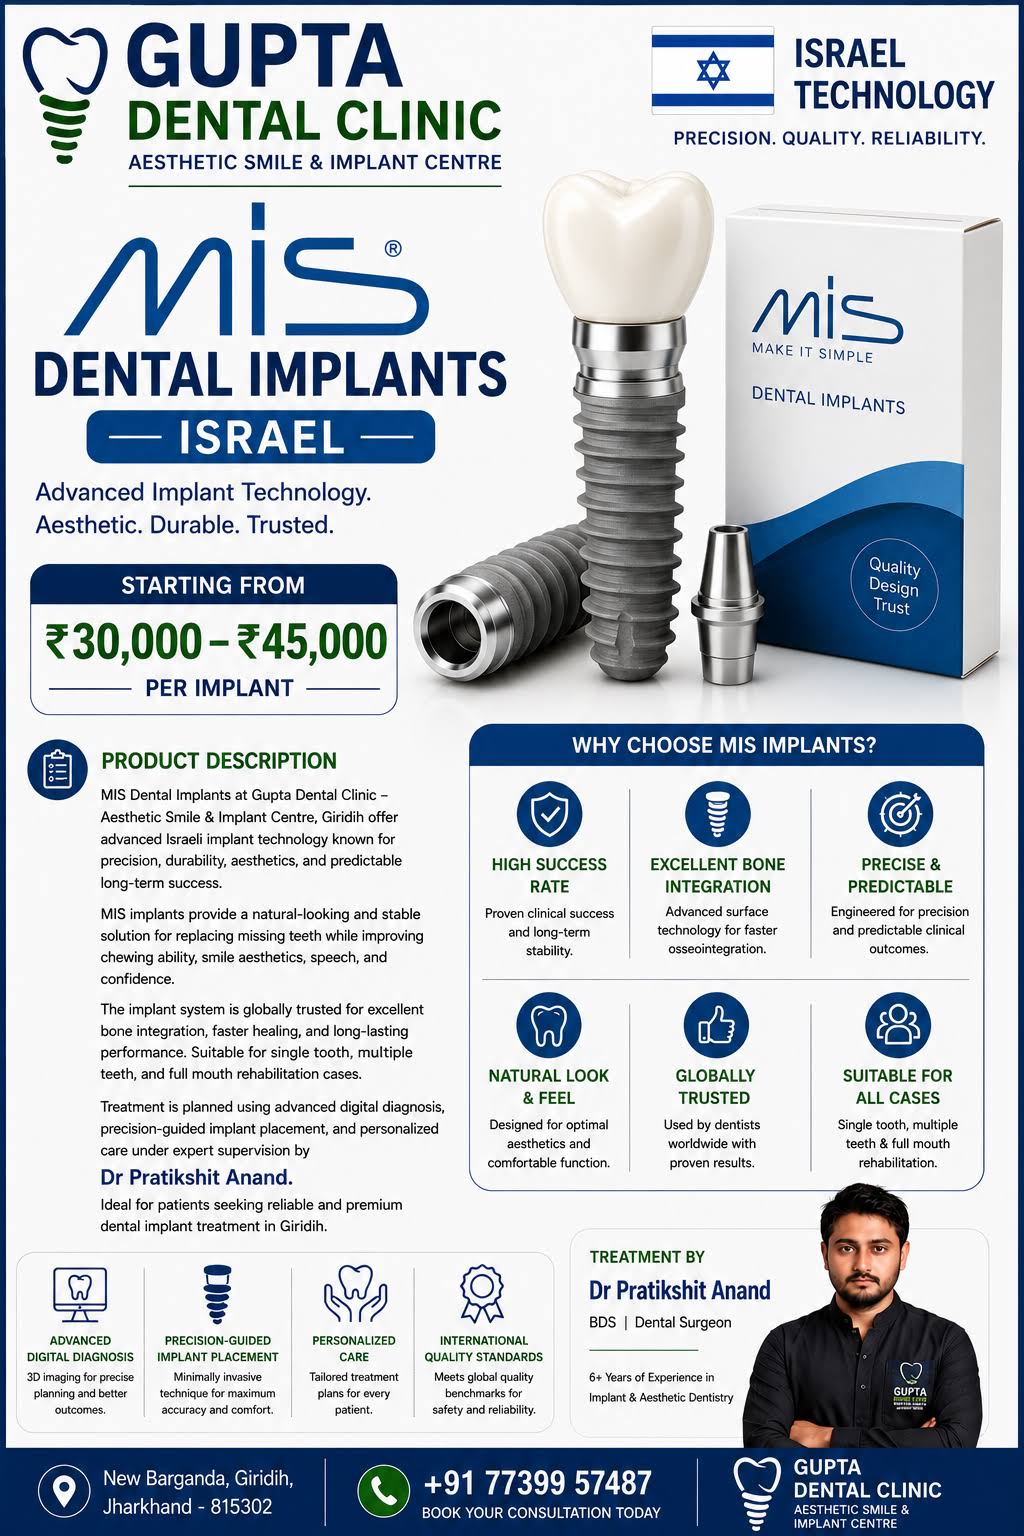 GUPTA
DENTAL CLINIC
AESTHETIC SMILE & IMPLANT CENTRE
ISRAEL
TECHNOLOGY
PRECISION. QUALITY. RELIABILITY.
MIS®
DENTAL IMPLANTS
ISRAEL
Advanced Implant Technology.
Aesthetic. Durable. Trusted.
STARTING FROM
₹30,000 – ₹45,000
PER IMPLANT
MIS
MAKE IT SIMPLE
DENTAL IMPLANTS
Quality
Design
Trust
PRODUCT DESCRIPTION
MIS Dental Implants at Gupta Dental Clinic –
Aesthetic Smile & Implant Centre, Giridih offer
advanced Israeli implant technology known for
precision, durability, aesthetics, and predictable
long-term success.
MIS implants provide a natural-looking and stable
solution for replacing missing teeth while improving
chewing ability, smile aesthetics, speech, and
confidence.
The implant system is globally trusted for excellent
bone integration, faster healing, and long-lasting
performance. Suitable for single tooth, multiple
teeth, and full mouth rehabilitation cases.
Treatment is planned using advanced digital diagnosis,
precision-guided implant placement, and personalized
care under expert supervision by
Dr Pratikshit Anand.
Ideal for patients seeking reliable and premium
dental implant treatment in Giridih.
WHY CHOOSE MIS IMPLANTS?
HIGH SUCCESS
RATE
Proven clinical success
and long-term
stability.
EXCELLENT BONE
INTEGRATION
Advanced surface
technology for faster
osseointegration.
PRECISE &
PREDICTABLE
Engineered for precision
and predictable clinical
outcomes.
NATURAL LOOK
& FEEL
Designed for optimal
aesthetics and
comfortable function.
GLOBALLY
TRUSTED
Used by dentists
worldwide with
proven results.
SUITABLE FOR
ALL CASES
Single tooth, multiple
teeth & full mouth
rehabilitation.
ADVANCED
DIGITAL DIAGNOSIS
3D imaging for precise
planning and better
outcomes.
PRECISION-GUIDED
IMPLANT PLACEMENT
Minimally invasive
technique for maximum
accuracy and comfort.
PERSONALIZED
CARE
Tailored treatment
plans for every
patient.
INTERNATIONAL
QUALITY STANDARDS
Meets global quality
benchmarks for
safety and reliability.
TREATMENT BY
Dr Pratikshit Anand
BDS | Dental Surgeon
6+ Years of Experience in
Implant & Aesthetic Dentistry
GUPTA
New Barganda, Giridih,
Jharkhand - 815302
+91 77399 57487
BOOK YOUR CONSULTATION TODAY
GUPTA
DENTAL CLINIC
AESTHETIC SMILE &
IMPLANT CENTRE